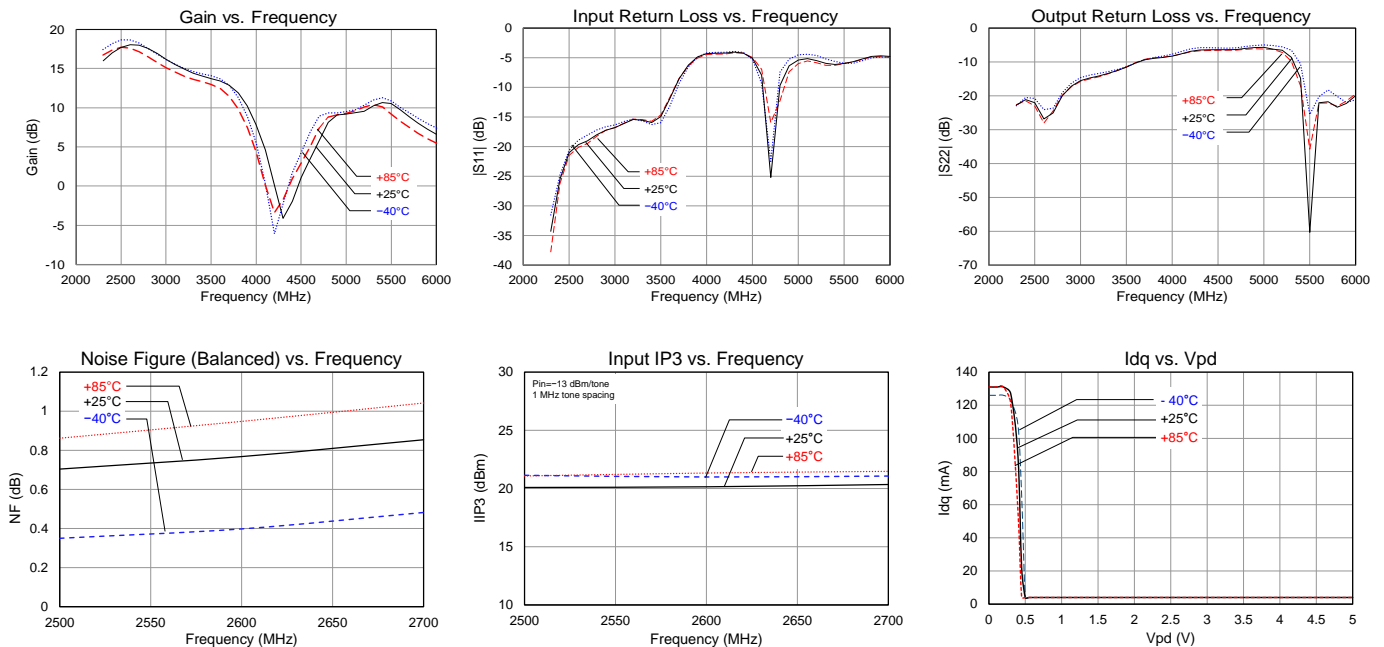 Gain vs. Frequency
20
15
10
5
0
-5
-10
Gain (dB)
+85°C
+25°C
−40°C
2000 2500 3000 3500 4000 4500 5000 5500 6000
Frequency (MHz)
Input Return Loss vs. Frequency
0
-5
-10
-15
-20
-25
-30
-35
-40
|S11| (dB)
+85°C
+25°C
−40°C
2000 2500 3000 3500 4000 4500 5000 5500 6000
Frequency (MHz)
Output Return Loss vs. Frequency
0
-10
-20
-30
-40
-50
-60
-70
|S22| (dB)
+85°C
+25°C
−40°C
2000 2500 3000 3500 4000 4500 5000 5500 6000
Frequency (MHz)
Noise Figure (Balanced) vs. Frequency
1.2
1
0.8
0.6
0.4
0.2
0
NF (dB)
+85°C
+25°C
−40°C
2500 2550 2600 2650 2700
Frequency (MHz)
Input IP3 vs. Frequency
Pin=−13 dBm/tone
1 MHz tone spacing
30
25
20
15
10
IIP3 (dBm)
−40°C
+25°C
+85°C
2500 2550 2600 2650 2700
Frequency (MHz)
Idq vs. Vpd
140
120
100
80
60
40
20
0
Idq (mA)
- 40°C
+25°C
+85°C
0 0.5 1 1.5 2 2.5 3 3.5 4 4.5 5
Vpd (V)